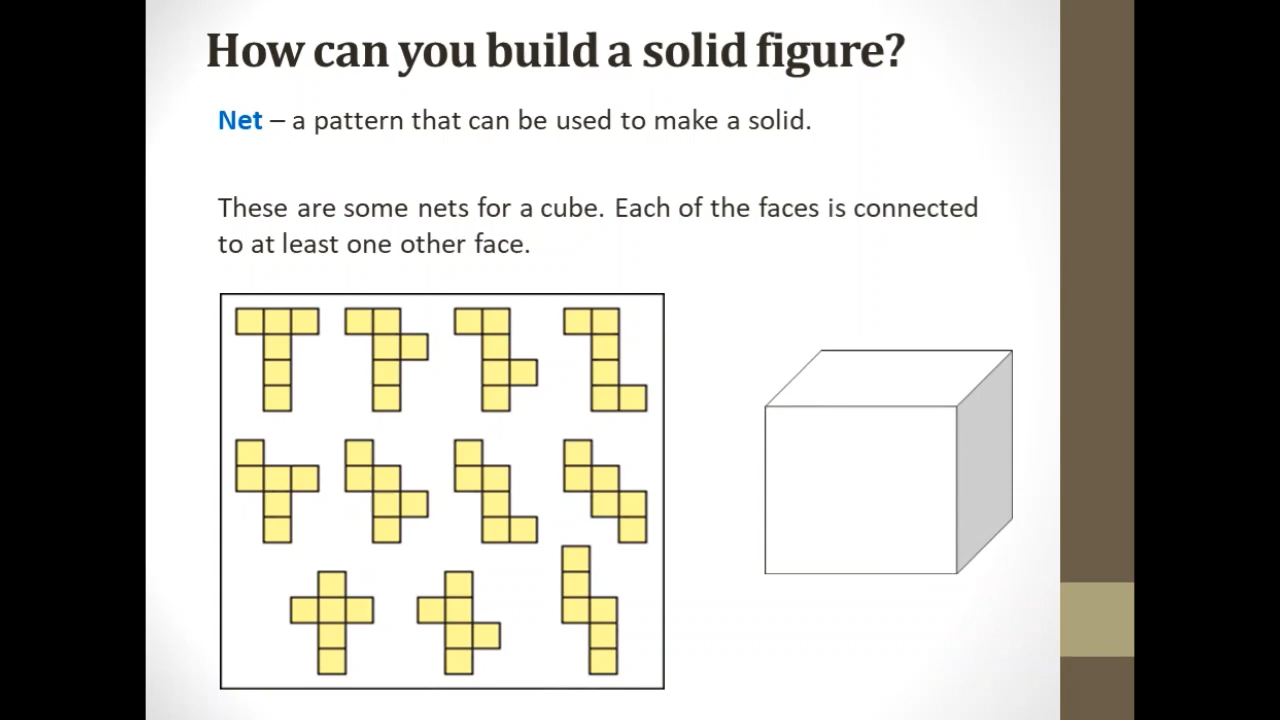 How can you build a solid figure?
Net – a pattern that can be used to make a solid.
These are some nets for a cube. Each of the faces is connected
to at least one other face.